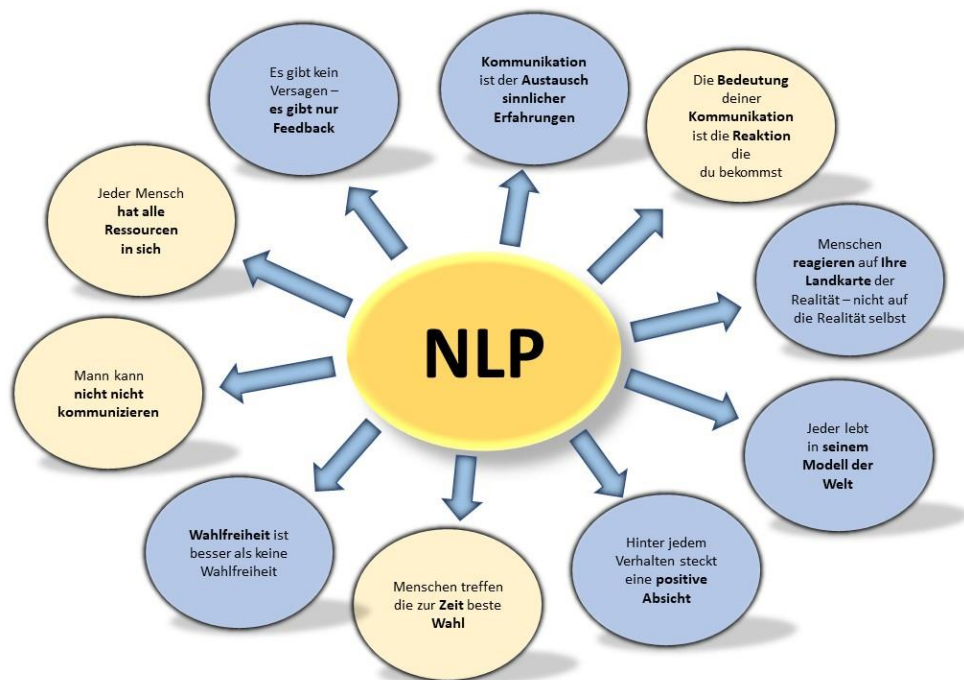 Es gibt kein
Versagen –
es gibt nur
Feedback
Kommunikation
ist der Austausch
sinnlicher
Erfahrungen
Die Bedeutung
deiner
Kommunikation
ist die Reaktion
die
du bekommst
Jeder Mensch
hat alle
Ressourcen
in sich
Menschen
reagieren auf Ihre
Landkarte der
Realität – nicht auf
die Realität selbst
NLP
Mann kann
nicht nicht
kommunizieren
Jeder lebt
in seinem
Modell der
Welt
Wahlfreiheit ist
besser als keine
Wahlfreiheit
Menschen treffen
die zur Zeit beste
Wahl
Hinter jedem
Verhalten steckt
eine positive
Absicht